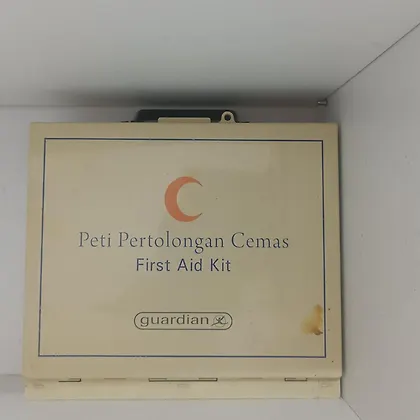 Peti Pertolongan Cemas
First Aid Kit
guardian